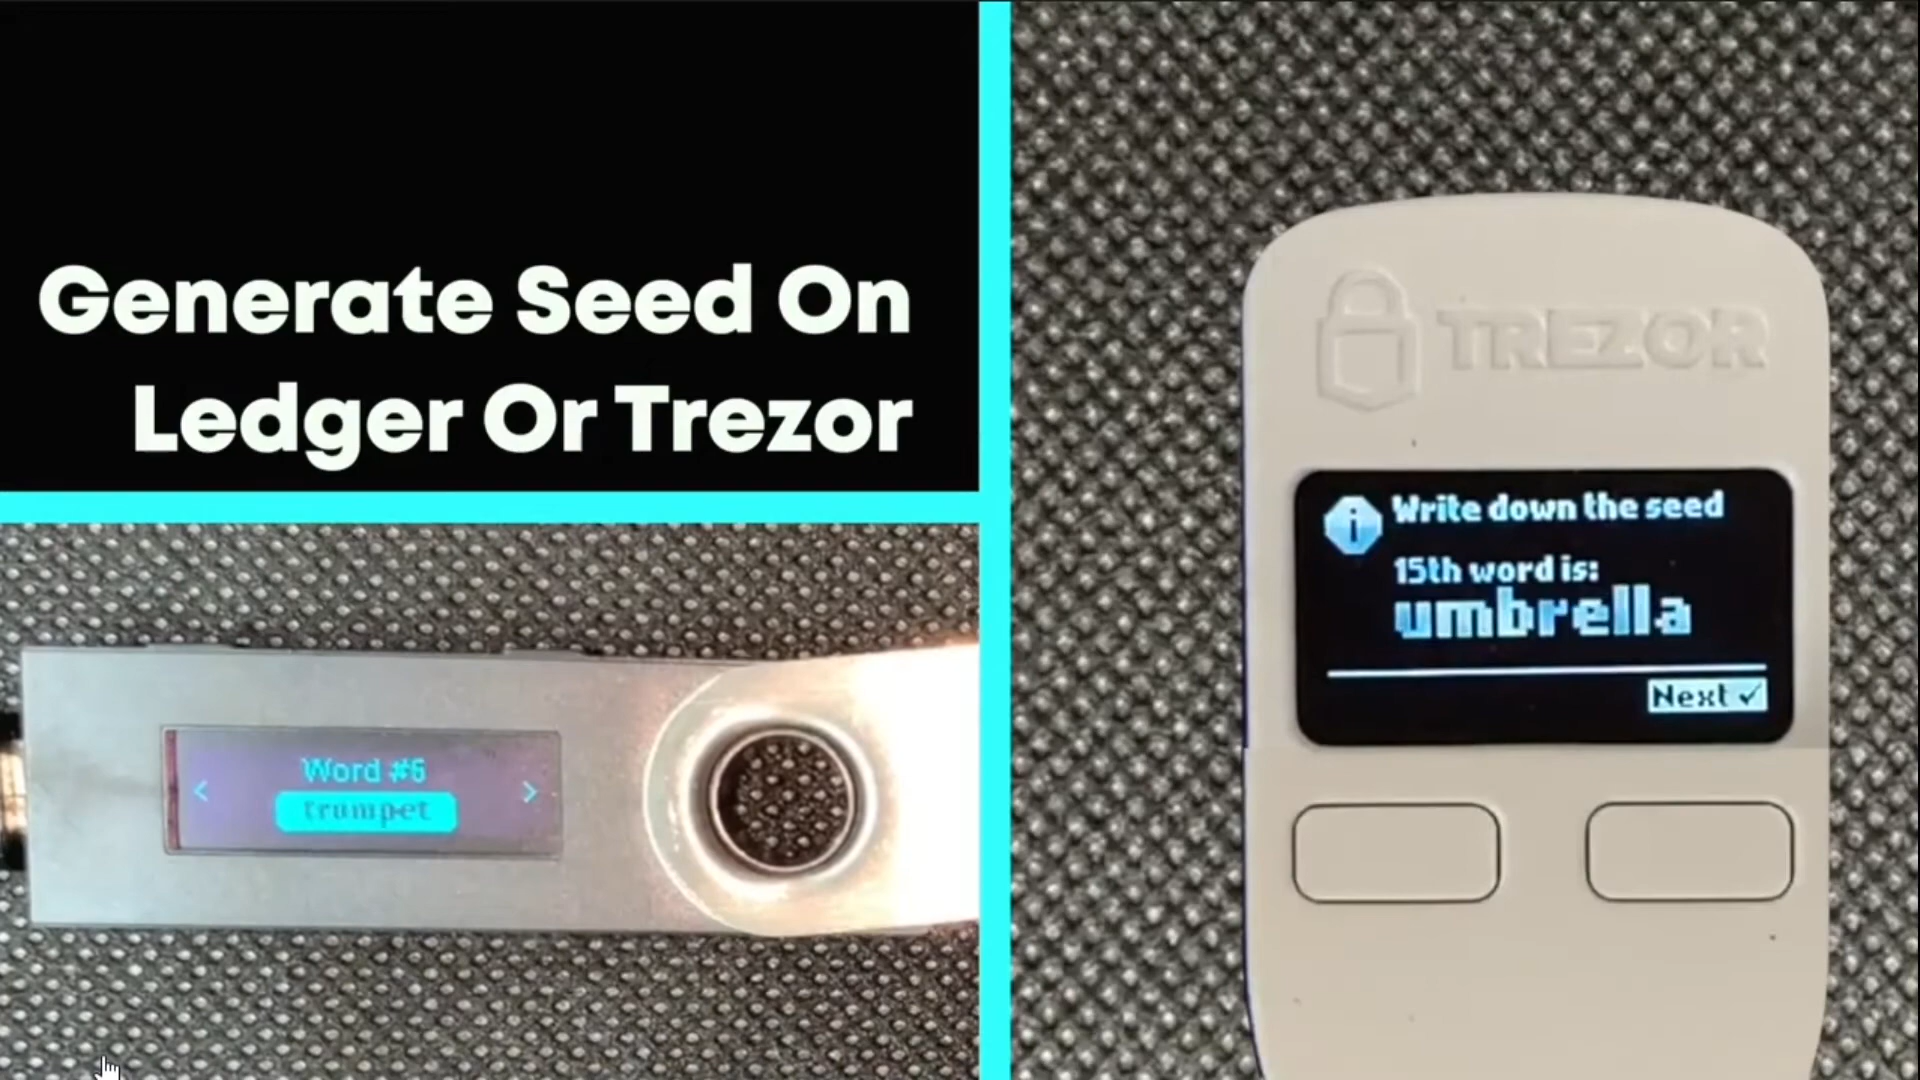 Generate Seed On
Ledger Or Trezor
Word #6
< >
trumpet
TREZOR
i Write down the seed
15th word is:
umbrella
Next ✓